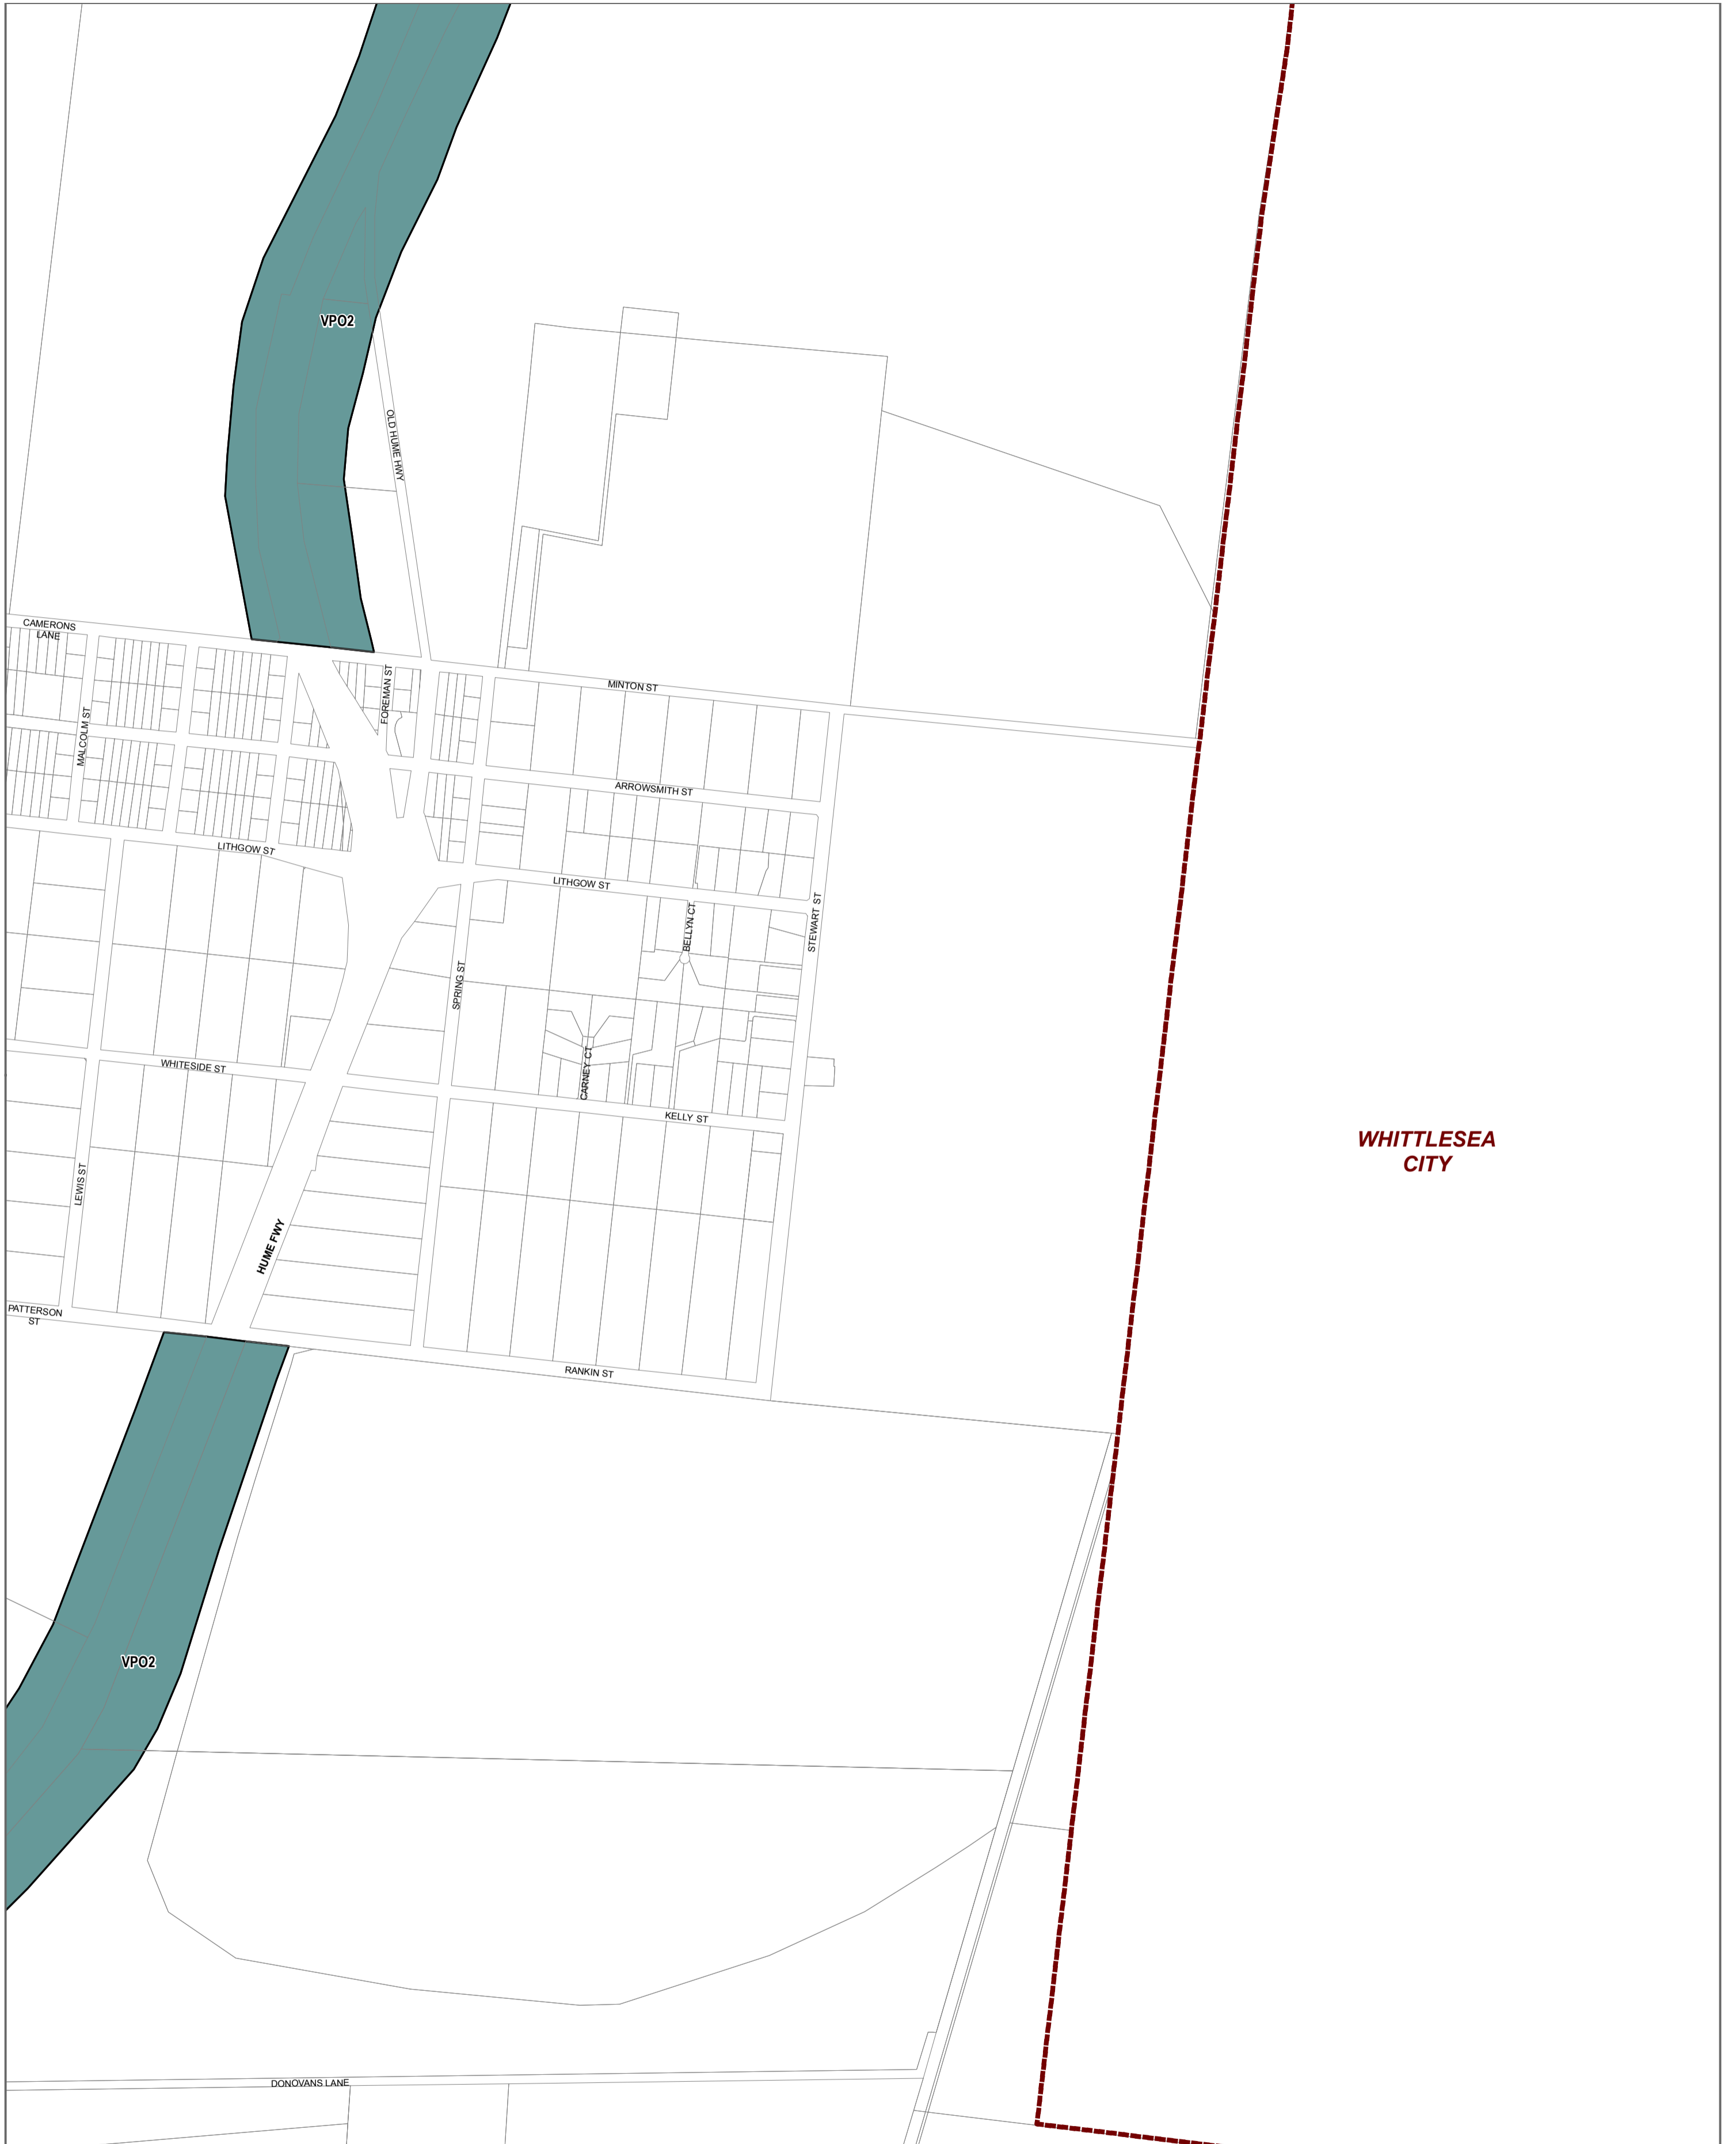 VPO2
OLD HUME HWY
CAMERONS
LANE
FOREMAN ST
MINTON ST
MALCOLM ST
ARROWSMITH ST
LITHGOW ST
LITHGOW ST
STEWART ST
BELLYN CT
SPRING ST
WHITESIDE ST
CARNEY CT
KELLY ST
WHITTLESEA
CITY
LEWIS ST
HUME FWY
PATTERSON
ST
RANKIN ST
VPO2
DONOVANS LANE